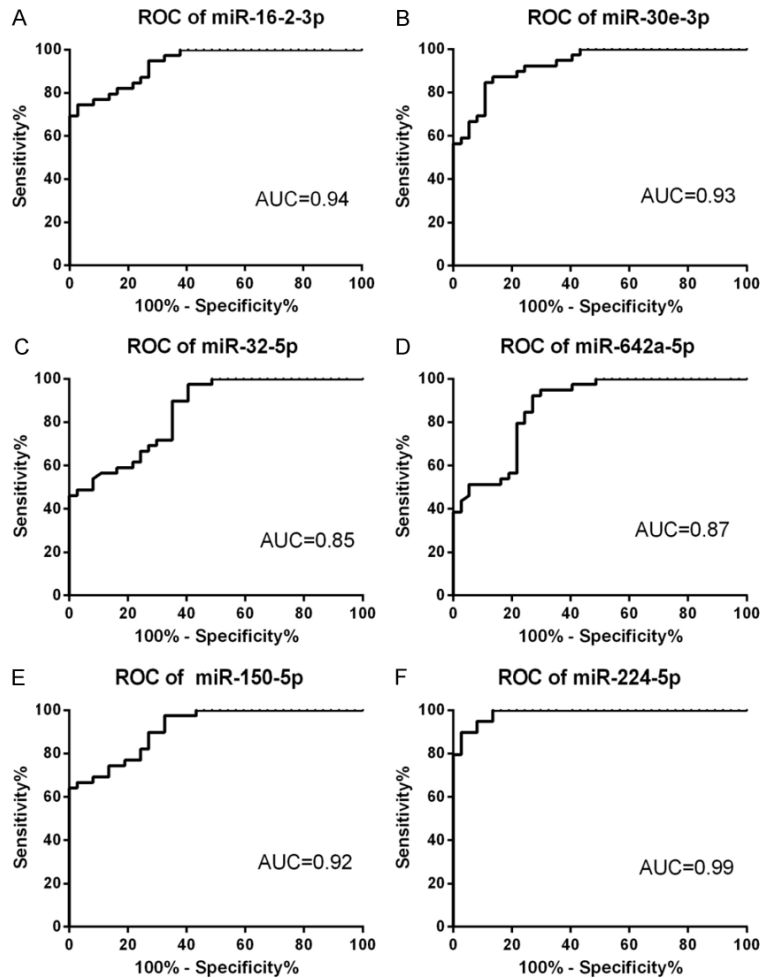 A
ROC of miR-16-2-3p
Sensitivity%
100
80
60
40
20
0
AUC=0.94
0 20 40 60 80 100
100% - Specificity%
B
ROC of miR-30e-3p
Sensitivity%
100
80
60
40
20
0
AUC=0.93
0 20 40 60 80 100
100% - Specificity%
C
ROC of miR-32-5p
Sensitivity%
100
80
60
40
20
0
AUC=0.85
0 20 40 60 80 100
100% - Specificity%
D
ROC of miR-642a-5p
Sensitivity%
100
80
60
40
20
0
AUC=0.87
0 20 40 60 80 100
100% - Specificity%
E
ROC of miR-150-5p
Sensitivity%
100
80
60
40
20
0
AUC=0.92
0 20 40 60 80 100
100% - Specificity%
F
ROC of miR-224-5p
Sensitivity%
100
80
60
40
20
0
AUC=0.99
0 20 40 60 80 100
100% - Specificity%